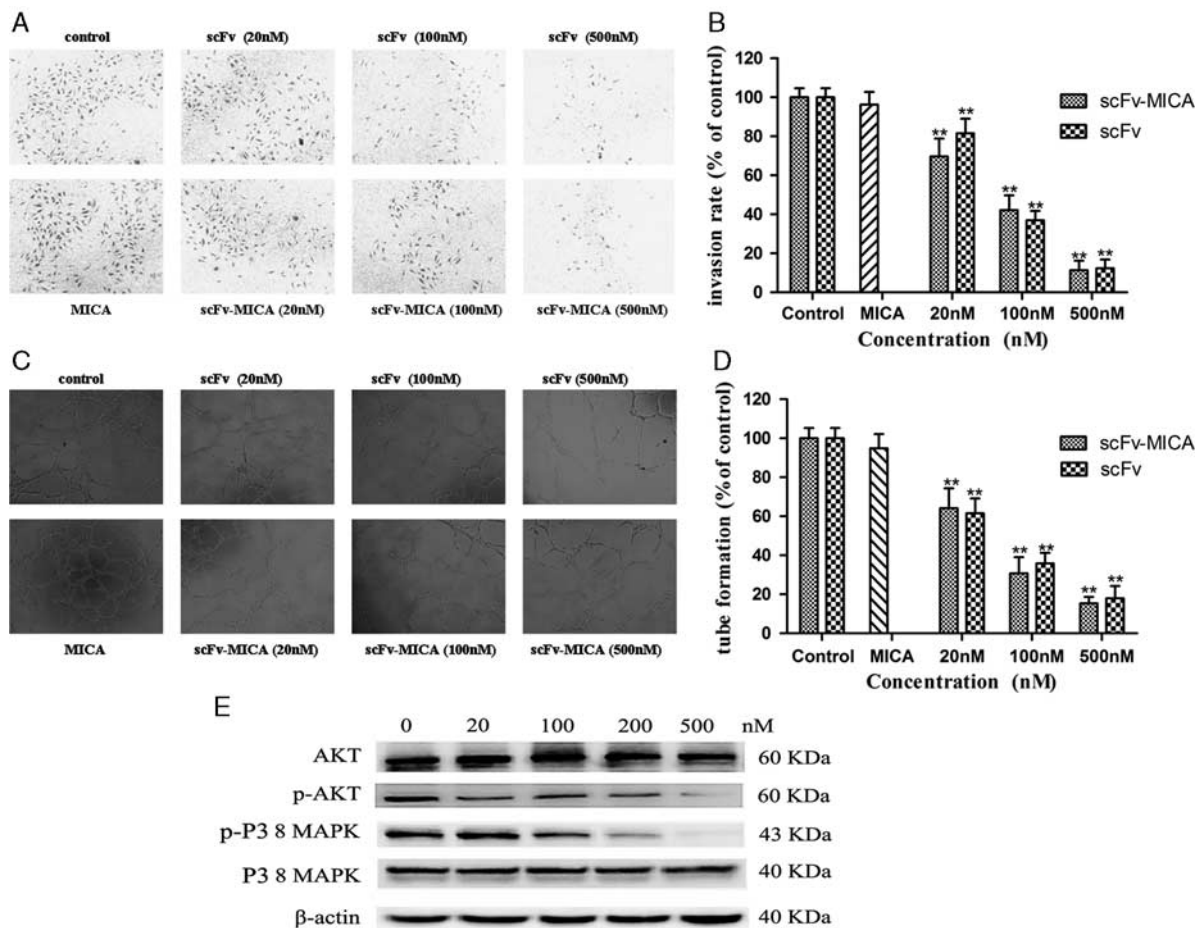 A
control scFv (20nM) scFv (100nM) scFv (500nM)
MICA scFv-MICA (20nM) scFv-MICA (100nM) scFv-MICA (500nM)
B
invasion rate (% of control)
120
100
80
60
40
20
0
** ** ** ** ** **
scFv-MICA
scFv
Control MICA 20nM 100nM 500nM
Concentration (nM)
C
control scFv (20nM) scFv (100nM) scFv (500nM)
MICA scFv-MICA (20nM) scFv-MICA (100nM) scFv-MICA (500nM)
D
tube formation (%of control)
120
100
80
60
40
20
0
** ** ** ** ** **
scFv-MICA
scFv
Control MICA 20nM 100nM 500nM
Concentration (nM)
E
0 20 100 200 500 nM
AKT 60 KDa
p-AKT 60 KDa
p-P3 8 MAPK 43 KDa
P3 8 MAPK 40 KDa
β-actin 40 KDa